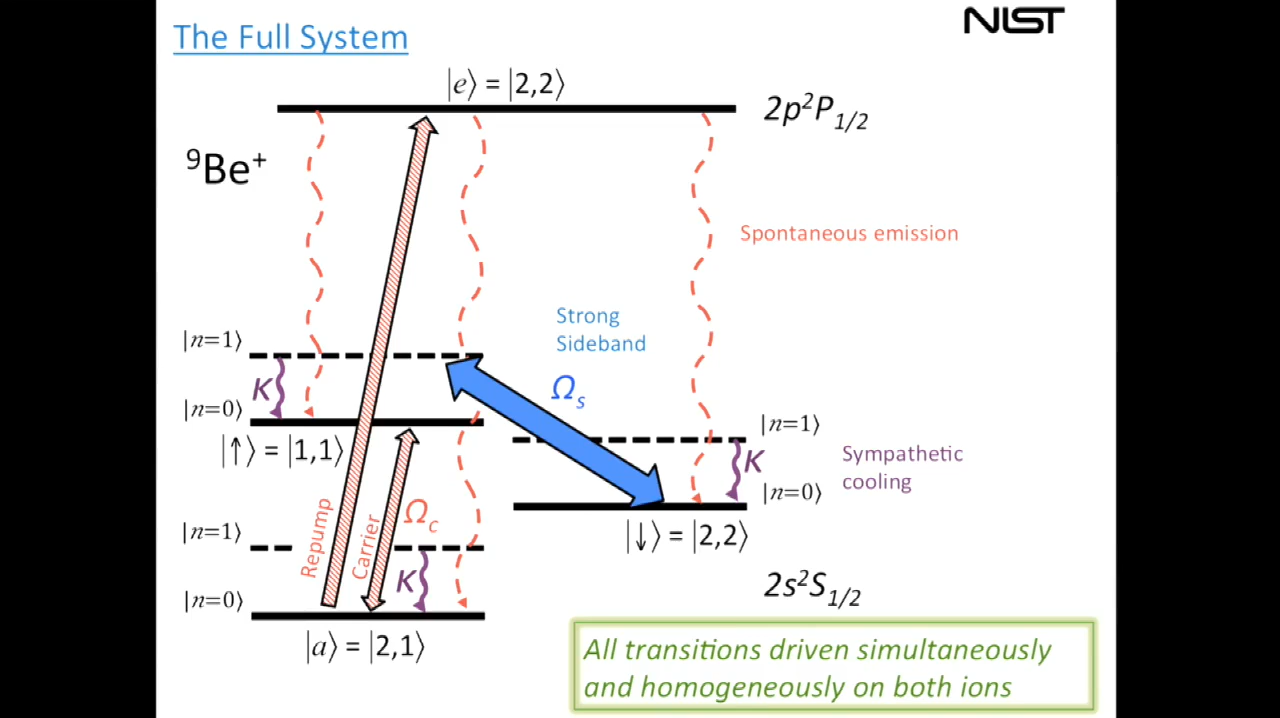 The Full System
NIST
|e⟩ = |2,2⟩
2p²P₁/₂
⁹Be⁺
Spontaneous emission
Strong
Sideband
Ωₛ
|n=1⟩
κ
|n=0⟩
|↑⟩ = |1,1⟩
|n=1⟩
κ
|n=0⟩
Sympathetic
cooling
|↓⟩ = |2,2⟩
Repump
Carrier
Ω_c
|n=1⟩
κ
|n=0⟩
|a⟩ = |2,1⟩
2s²S₁/₂
All transitions driven simultaneously
and homogeneously on both ions